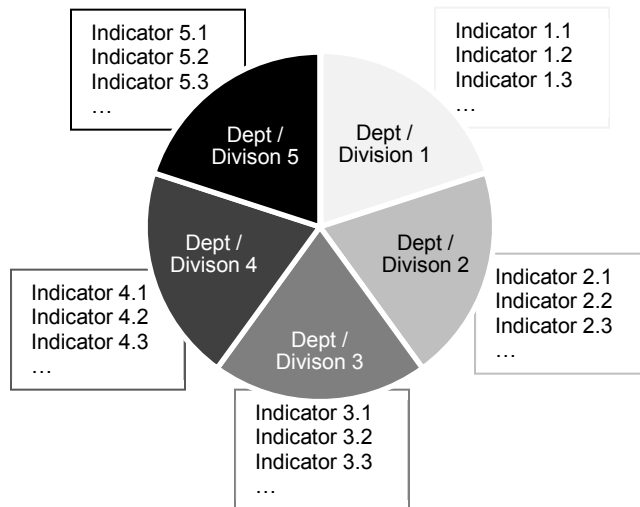 Indicator 5.1
Indicator 5.2
Indicator 5.3
…
Indicator 1.1
Indicator 1.2
Indicator 1.3
…
Dept /
Divison 5
Dept /
Division 1
Dept /
Divison 4
Dept /
Divison 2
Indicator 4.1
Indicator 4.2
Indicator 4.3
…
Indicator 2.1
Indicator 2.2
Indicator 2.3
…
Dept /
Divison 3
Indicator 3.1
Indicator 3.2
Indicator 3.3
…